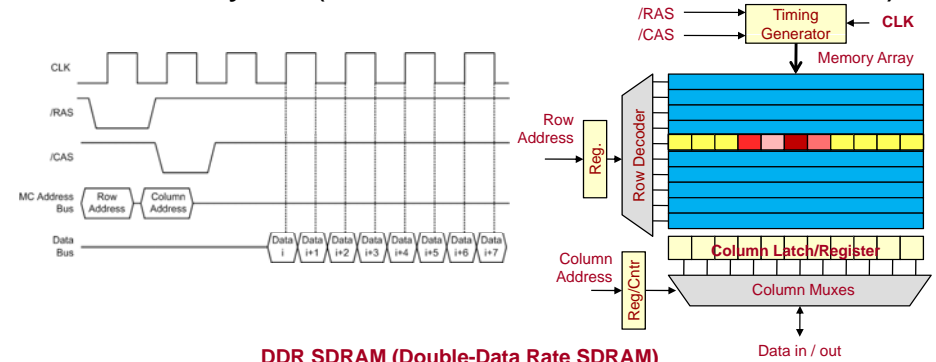 /RAS
/CAS
Timing
Generator
CLK
Memory Array
CLK
/RAS
/CAS
MC Address
Bus
Row
Address
Column
Address
Data
Bus
Data
i
Data
i+1
Data
i+2
Data
i+3
Data
i+4
Data
i+5
Data
i+6
Data
i+7
Row
Address
Reg.
Row Decoder
Column Latch/Register
Column
Address
Reg/Cntr
Column Muxes
Data in / out
DDR SDRAM (Double-Data Rate SDRAM)